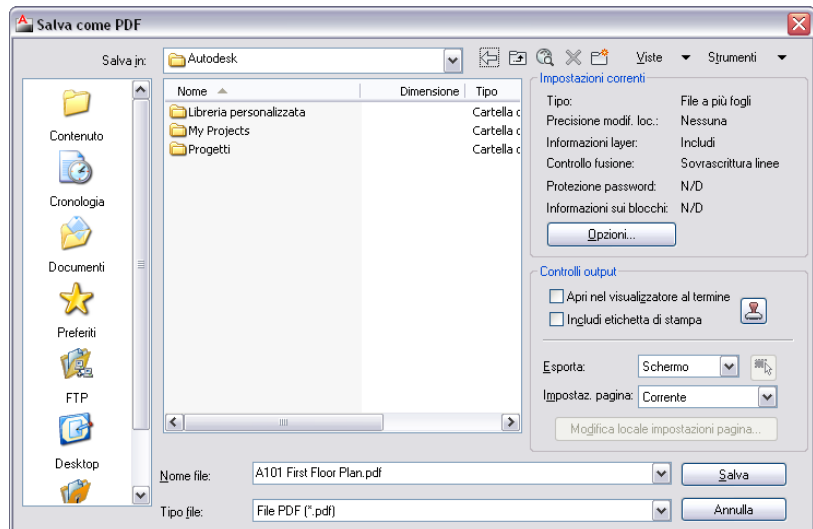 Salva come PDF
Salva in:
Autodesk
Viste
Strumenti
Contenuto
Cronologia
Documenti
Preferiti
FTP
Desktop
Nome
Dimensione
Tipo
Libreria personalizzata
Cartella
My Projects
Cartella
Progetti
Cartella
Impostazioni correnti
Tipo: File a più fogli
Precisione modif. loc.: Nessuna
Informazioni layer: Includi
Controllo fusione: Sovrascrittura linee
Protezione password: N/D
Informazioni sui blocchi: N/D
Opzioni...
Controlli output
Apri nel visualizzatore al termine
Includi etichetta di stampa
Esporta: Schermo
Impostaz. pagina: Corrente
Modifica locale impostazioni pagina...
Nome file: A101 First Floor Plan.pdf
Salva
Tipo file: File PDF (*.pdf)
Annulla